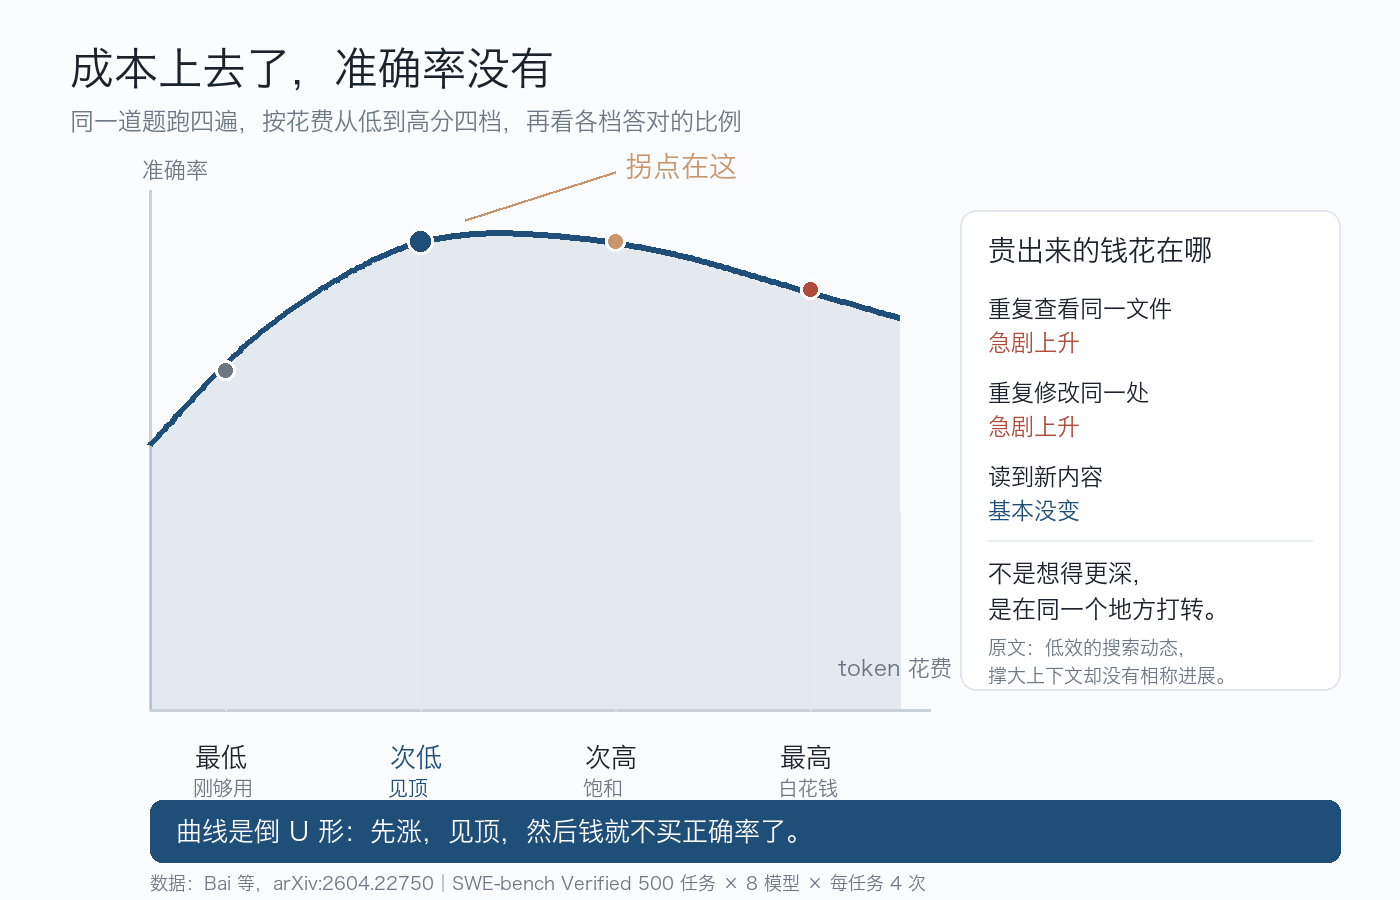 成本上去了，准确率没有
同一道题跑四遍，按花费从低到高分四档，再看各档答对的比例
准确率
拐点在这
token 花费
最低
刚够用
次低
见顶
次高
饱和
最高
白花钱
贵出来的钱花在哪
重复查看同一文件
急剧上升
重复修改同一处
急剧上升
读到新内容
基本没变
不是想得更深，
是在同一个地方打转。
原文：低效的搜索动态，
撑大上下文却没有相称进展。
曲线是倒 U 形：先涨，见顶，然后钱就不买正确率了。
数据：Bai 等，arXiv:2604.22750｜SWE-bench Verified 500 任务 × 8 模型 × 每任务 4 次